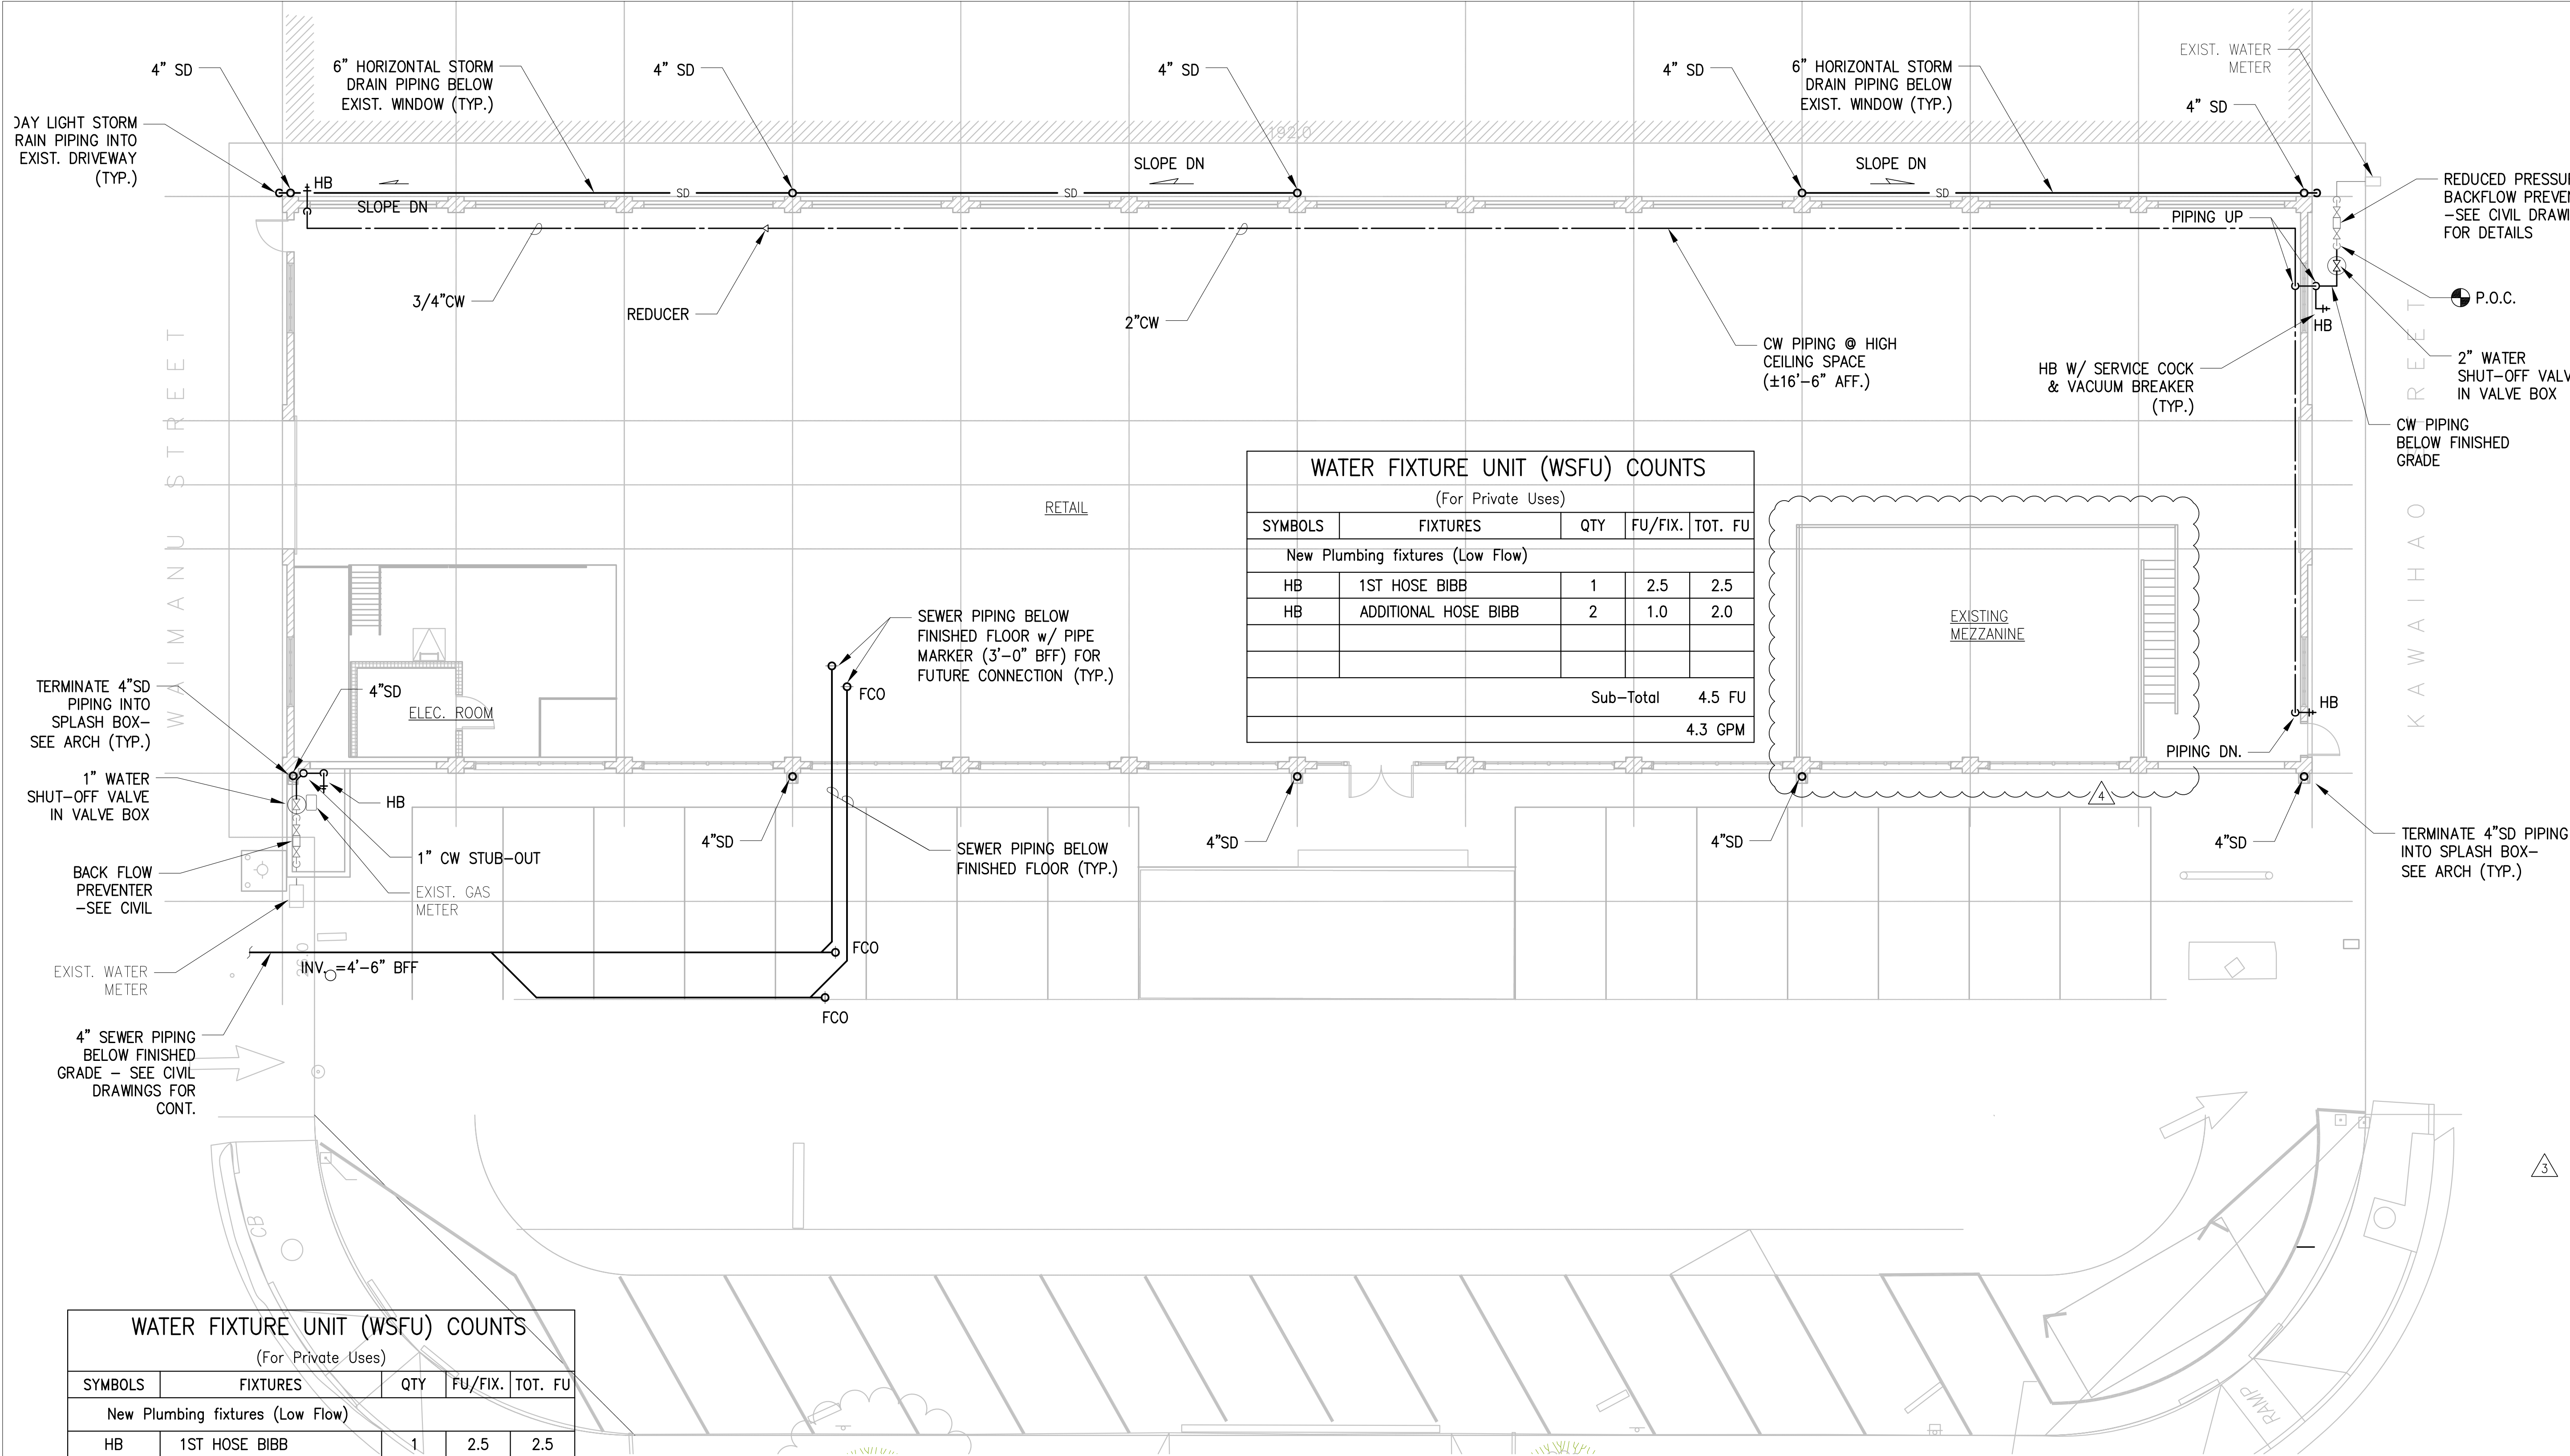 4" SD
6" HORIZONTAL STORM
DRAIN PIPING BELOW
EXIST. WINDOW (TYP.)
4" SD
4" SD
4" SD
6" HORIZONTAL STORM
DRAIN PIPING BELOW
EXIST. WINDOW (TYP.)
4" SD
EXIST. WATER
METER
DAY LIGHT STORM
RAIN PIPING INTO
EXIST. DRIVEWAY
(TYP.)
192.0
HB
SLOPE DN
SD
SD
SLOPE DN
SLOPE DN
SD
REDUCED PRESSU
BACKFLOW PREVE
-SEE CIVIL DRAW
FOR DETAILS
PIPING UP
3/4"CW
REDUCER
2"CW
CW PIPING @ HIGH
CEILING SPACE
(±16'-6" AFF.)
P.O.C.
HB
HB W/ SERVICE COCK
& VACUUM BREAKER
(TYP.)
2" WATER
SHUT-OFF VALV
IN VALVE BOX
CW PIPING
BELOW FINISHED
GRADE
WAIMANU STREET
KAWAIHAO REET
RETAIL
WATER FIXTURE UNIT (WSFU) COUNTS
(For Private Uses)
SYMBOLS FIXTURES QTY FU/FIX. TOT. FU
New Plumbing fixtures (Low Flow)
HB 1ST HOSE BIBB 1 2.5 2.5
HB ADDITIONAL HOSE BIBB 2 1.0 2.0
Sub-Total 4.5 FU
4.3 GPM
EXISTING
MEZZANINE
SEWER PIPING BELOW
FINISHED FLOOR w/ PIPE
MARKER (3'-0" BFF) FOR
FUTURE CONNECTION (TYP.)
FCO
ELEC. ROOM
TERMINATE 4"SD
PIPING INTO
SPLASH BOX-
SEE ARCH (TYP.)
4"SD
HB
PIPING DN.
1" WATER
SHUT-OFF VALVE
IN VALVE BOX
HB
4
4"SD
4"SD
4"SD
4"SD
TERMINATE 4"SD PIPING
INTO SPLASH BOX-
SEE ARCH (TYP.)
1" CW STUB-OUT
SEWER PIPING BELOW
FINISHED FLOOR (TYP.)
BACK FLOW
PREVENTER
-SEE CIVIL
EXIST. GAS
METER
FCO
INV. =4'-6" BFF
EXIST. WATER
METER
FCO
4" SEWER PIPING
BELOW FINISHED
GRADE - SEE CIVIL
DRAWINGS FOR
CONT.
3
CB
RAMP
WATER FIXTURE UNIT (WSFU) COUNTS
(For Private Uses)
SYMBOLS FIXTURES QTY FU/FIX. TOT. FU
New Plumbing fixtures (Low Flow)
HB 1ST HOSE BIBB 1 2.5 2.5